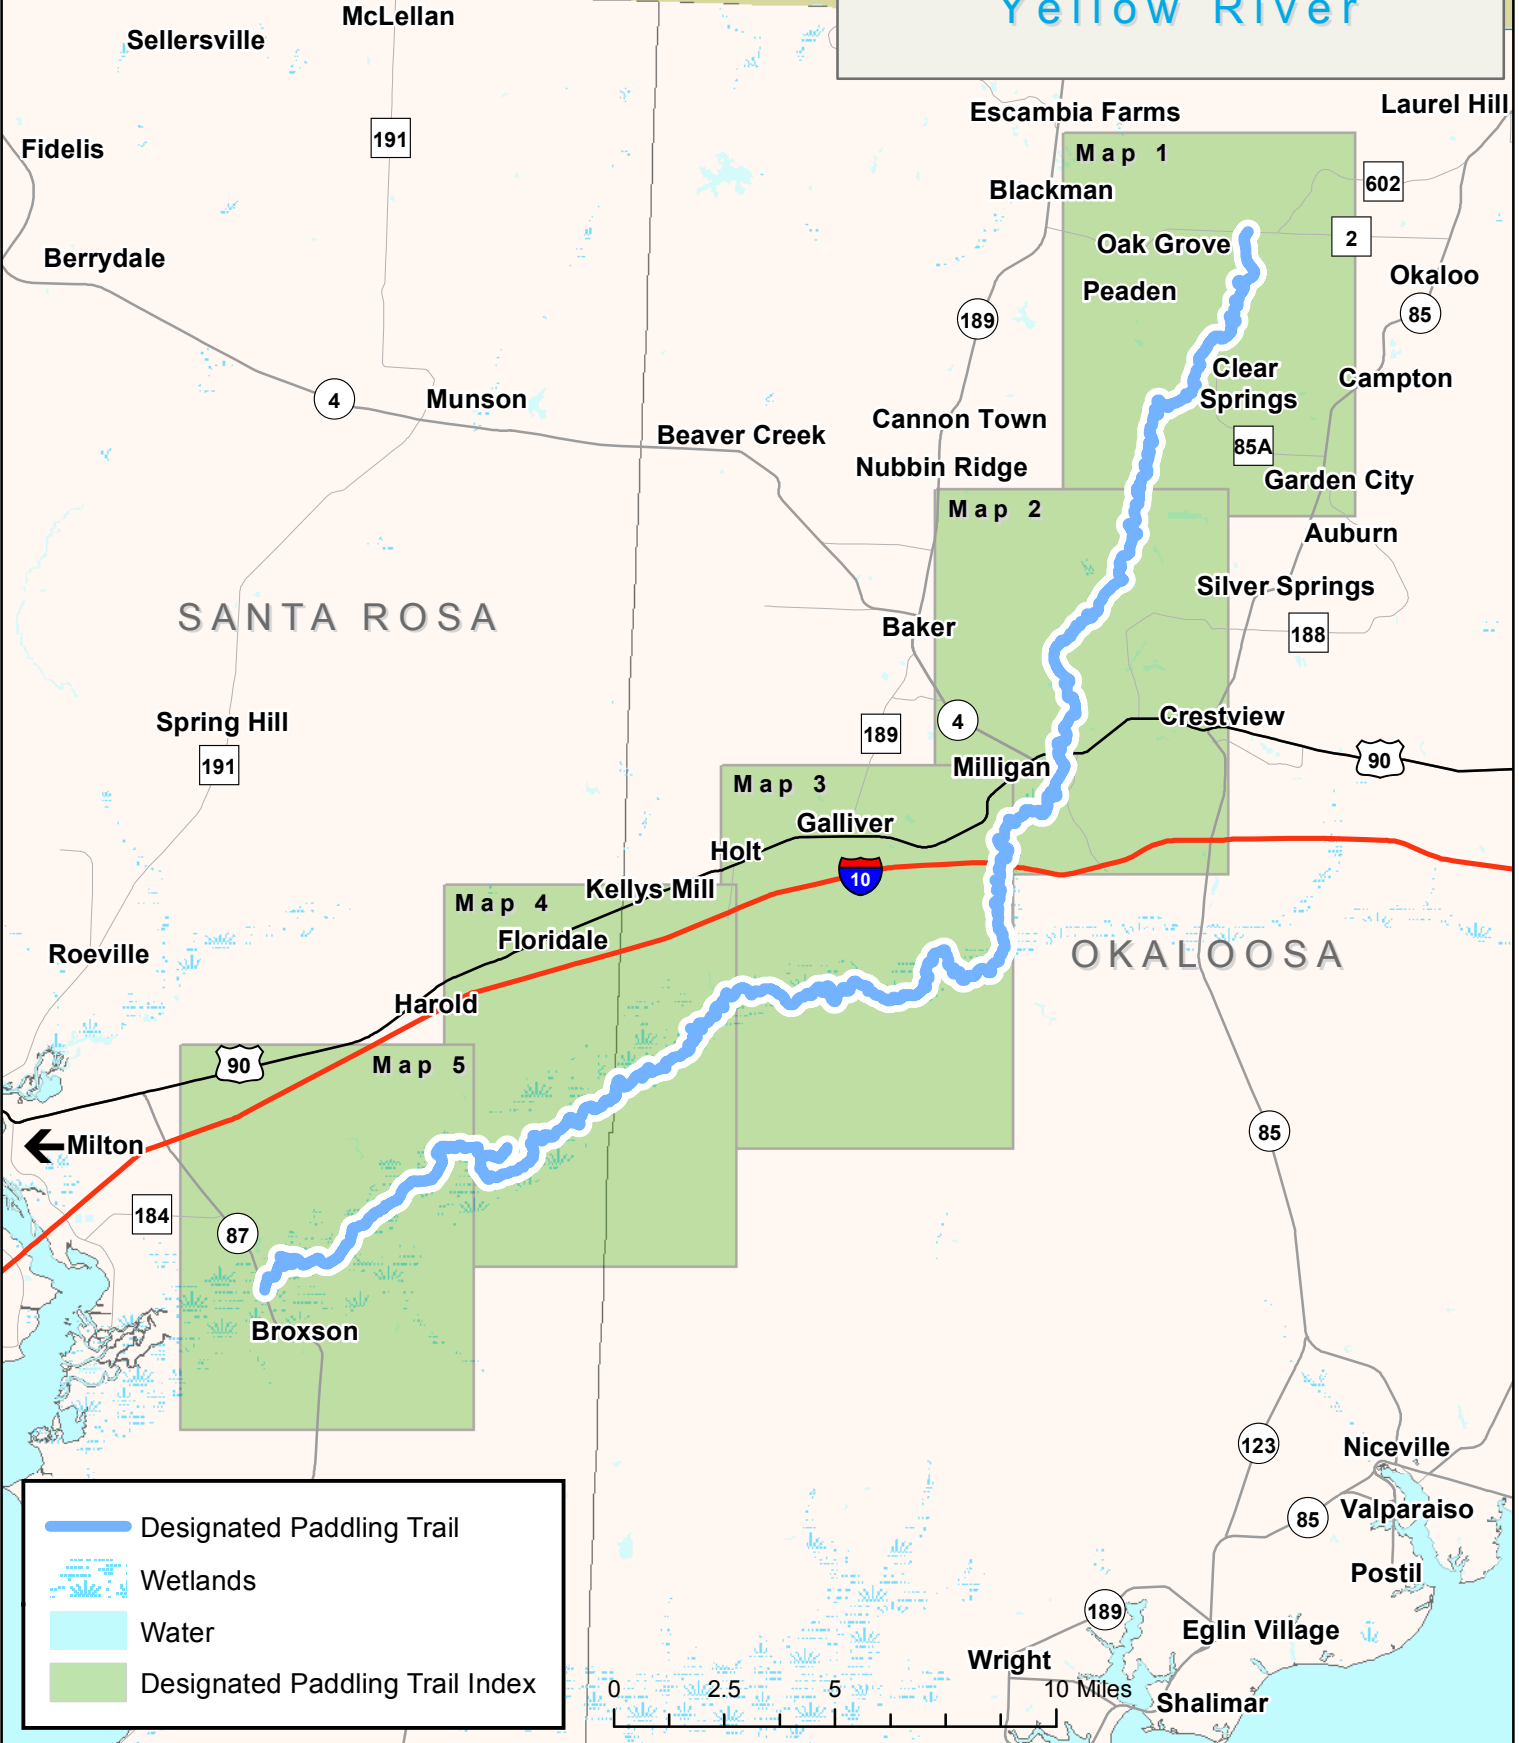 Yellow River
McLellan
Sellersville
Escambia Farms
Laurel Hill
191
Fidelis
Map 1
602
Blackman
2
Oak Grove
Berrydale
Okaloo
Peaden
85
189
Clear
Springs
Campton
4
Munson
Cannon Town
Beaver Creek
85A
Nubbin Ridge
Garden City
Map 2
Auburn
Silver Springs
SANTA ROSA
Baker
188
Spring Hill
4
Crestview
189
191
90
Milligan
Map 3
Galliver
Holt
10
Kellys Mill
Map 4
Floridale
Roeville
OKALOOSA
Harold
90
Map 5
85
Milton
184
87
Broxson
123
Niceville
85
Valparaiso
Designated Paddling Trail
Wetlands
Water
Designated Paddling Trail Index
Postil
189
Eglin Village
Wright
0 2.5 5 10 Miles
Shalimar